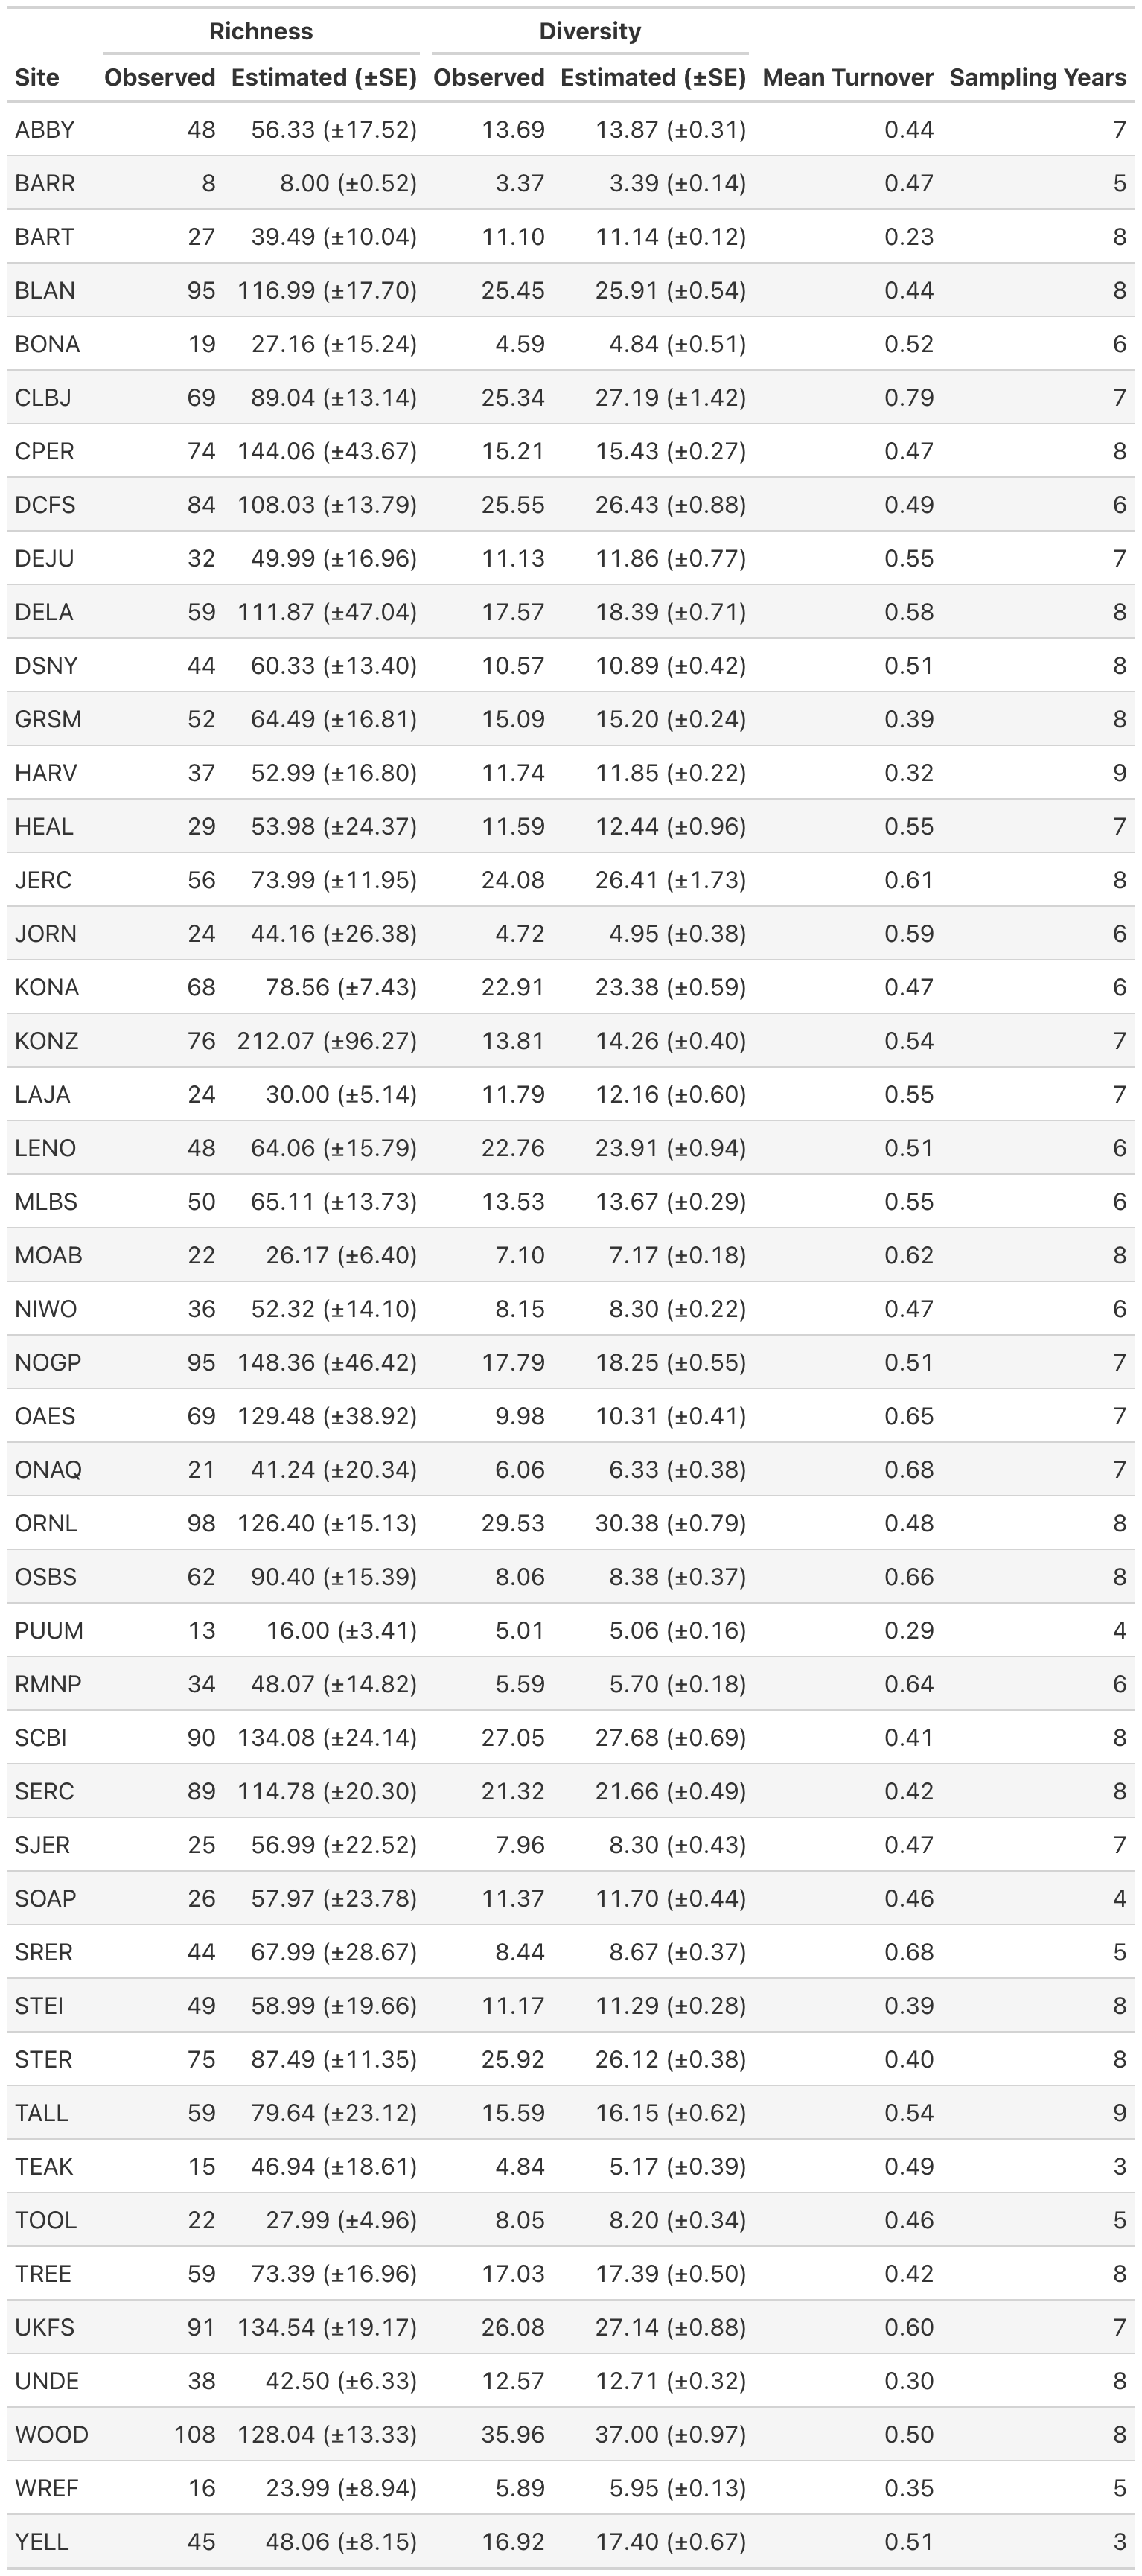 Richness Diversity
Site Observed Estimated (±SE) Observed Estimated (±SE) Mean Turnover Sampling Years
ABBY 48 56.33 (±17.52) 13.69 13.87 (±0.31) 0.44 7
BARR 8 8.00 (±0.52) 3.37 3.39 (±0.14) 0.47 5
BART 27 39.49 (±10.04) 11.10 11.14 (±0.12) 0.23 8
BLAN 95 116.99 (±17.70) 25.45 25.91 (±0.54) 0.44 8
BONA 19 27.16 (±15.24) 4.59 4.84 (±0.51) 0.52 6
CLBJ 69 89.04 (±13.14) 25.34 27.19 (±1.42) 0.79 7
CPER 74 144.06 (±43.67) 15.21 15.43 (±0.27) 0.47 8
DCFS 84 108.03 (±13.79) 25.55 26.43 (±0.88) 0.49 6
DEJU 32 49.99 (±16.96) 11.13 11.86 (±0.77) 0.55 7
DELA 59 111.87 (±47.04) 17.57 18.39 (±0.71) 0.58 8
DSNY 44 60.33 (±13.40) 10.57 10.89 (±0.42) 0.51 8
GRSM 52 64.49 (±16.81) 15.09 15.20 (±0.24) 0.39 8
HARV 37 52.99 (±16.80) 11.74 11.85 (±0.22) 0.32 9
HEAL 29 53.98 (±24.37) 11.59 12.44 (±0.96) 0.55 7
JERC 56 73.99 (±11.95) 24.08 26.41 (±1.73) 0.61 8
JORN 24 44.16 (±26.38) 4.72 4.95 (±0.38) 0.59 6
KONA 68 78.56 (±7.43) 22.91 23.38 (±0.59) 0.47 6
KONZ 76 212.07 (±96.27) 13.81 14.26 (±0.40) 0.54 7
LAJA 24 30.00 (±5.14) 11.79 12.16 (±0.60) 0.55 7
LENO 48 64.06 (±15.79) 22.76 23.91 (±0.94) 0.51 6
MLBS 50 65.11 (±13.73) 13.53 13.67 (±0.29) 0.55 6
MOAB 22 26.17 (±6.40) 7.10 7.17 (±0.18) 0.62 8
NIWO 36 52.32 (±14.10) 8.15 8.30 (±0.22) 0.47 6
NOGP 95 148.36 (±46.42) 17.79 18.25 (±0.55) 0.51 7
OAES 69 129.48 (±38.92) 9.98 10.31 (±0.41) 0.65 7
ONAQ 21 41.24 (±20.34) 6.06 6.33 (±0.38) 0.68 7
ORNL 98 126.40 (±15.13) 29.53 30.38 (±0.79) 0.48 8
OSBS 62 90.40 (±15.39) 8.06 8.38 (±0.37) 0.66 8
PUUM 13 16.00 (±3.41) 5.01 5.06 (±0.16) 0.29 4
RMNP 34 48.07 (±14.82) 5.59 5.70 (±0.18) 0.64 6
SCBI 90 134.08 (±24.14) 27.05 27.68 (±0.69) 0.41 8
SERC 89 114.78 (±20.30) 21.32 21.66 (±0.49) 0.42 8
SJER 25 56.99 (±22.52) 7.96 8.30 (±0.43) 0.47 7
SOAP 26 57.97 (±23.78) 11.37 11.70 (±0.44) 0.46 4
SRER 44 67.99 (±28.67) 8.44 8.67 (±0.37) 0.68 5
STEI 49 58.99 (±19.66) 11.17 11.29 (±0.28) 0.39 8
STER 75 87.49 (±11.35) 25.92 26.12 (±0.38) 0.40 8
TALL 59 79.64 (±23.12) 15.59 16.15 (±0.62) 0.54 9
TEAK 15 46.94 (±18.61) 4.84 5.17 (±0.39) 0.49 3
TOOL 22 27.99 (±4.96) 8.05 8.20 (±0.34) 0.46 5
TREE 59 73.39 (±16.96) 17.03 17.39 (±0.50) 0.42 8
UKFS 91 134.54 (±19.17) 26.08 27.14 (±0.88) 0.60 7
UNDE 38 42.50 (±6.33) 12.57 12.71 (±0.32) 0.30 8
WOOD 108 128.04 (±13.33) 35.96 37.00 (±0.97) 0.50 8
WREF 16 23.99 (±8.94) 5.89 5.95 (±0.13) 0.35 5
YELL 45 48.06 (±8.15) 16.92 17.40 (±0.67) 0.51 3